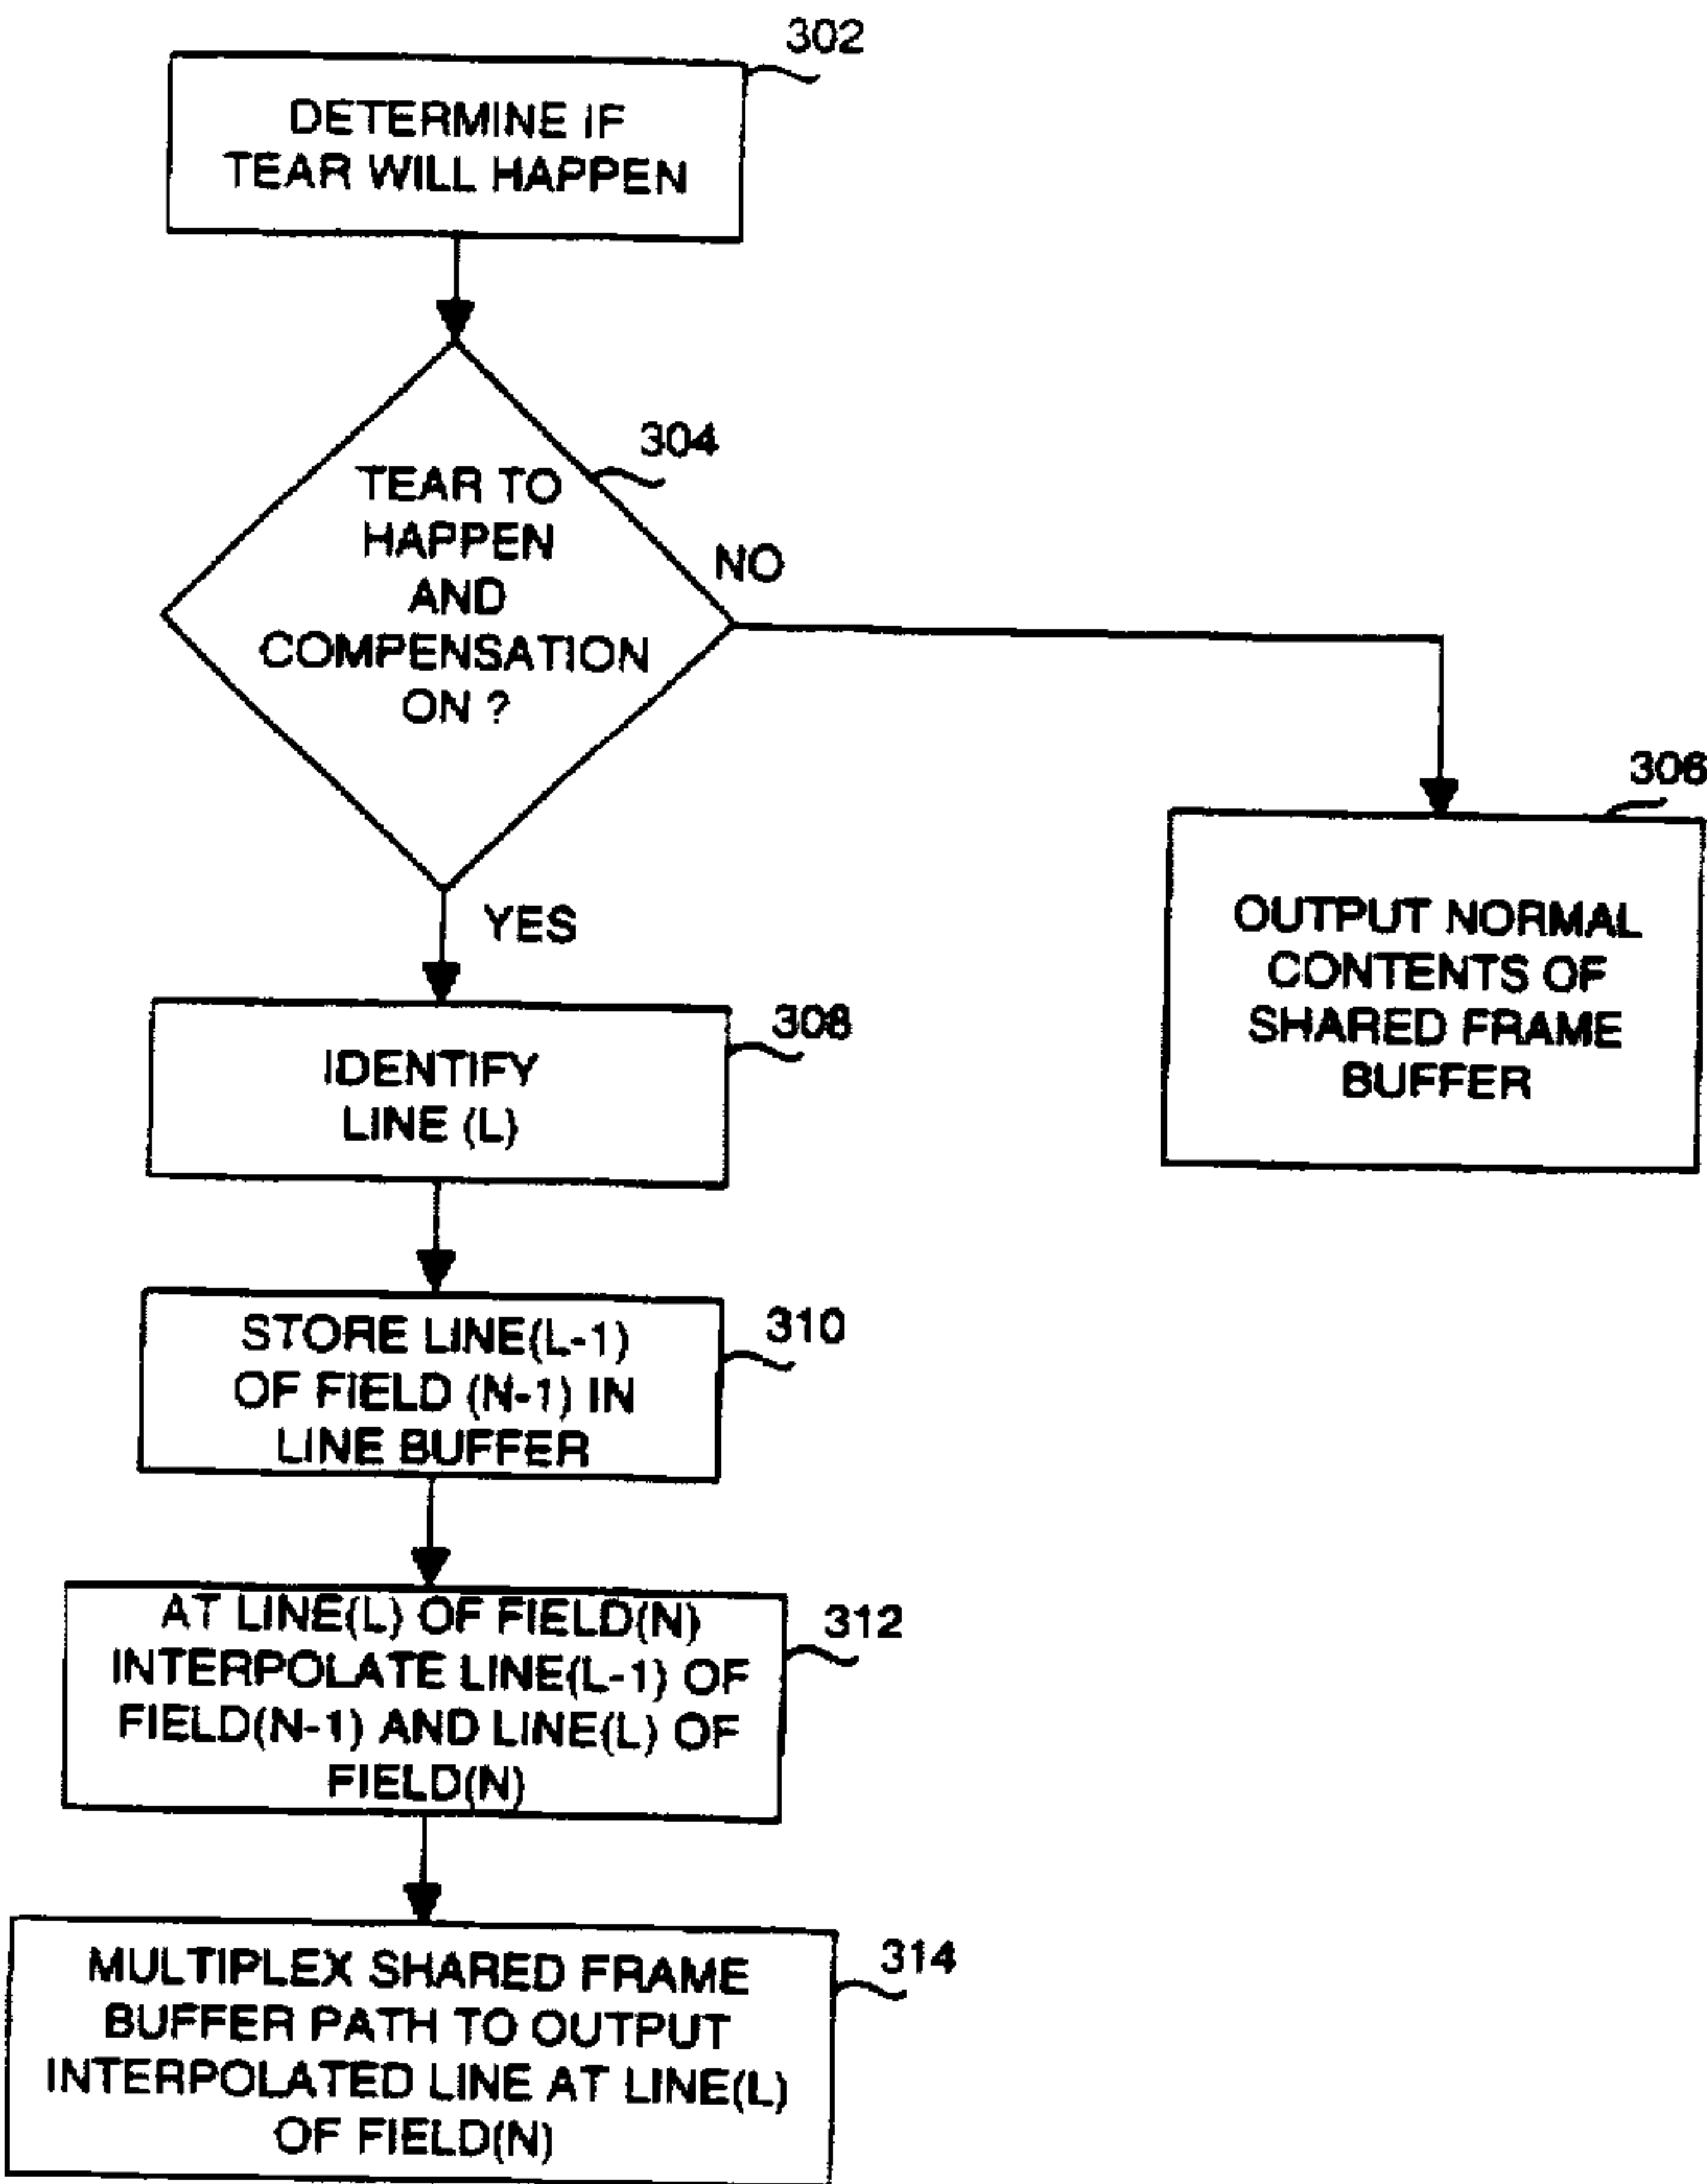 302
DETERMINE IF
TEAR WILL HAPPEN
304
TEAR TO
HAPPEN
AND
COMPENSATION
ON ?
NO
YES
306
OUTPUT NORMAL
CONTENTS OF
SHARED FRAME
BUFFER
308
IDENTIFY
LINE (L)
310
STORE LINE(L-1)
OF FIELD (N-1) IN
LINE BUFFER
312
AT LINE(L) OF FIELD(N)
INTERPOLATE LINE(L-1) OF
FIELD(N-1) AND LINE(L) OF
FIELD(N)
314
MULTIPLEX SHARED FRAME
BUFFER PATH TO OUTPUT
INTERPOLATED LINE AT LINE(L)
OF FIELD(N)